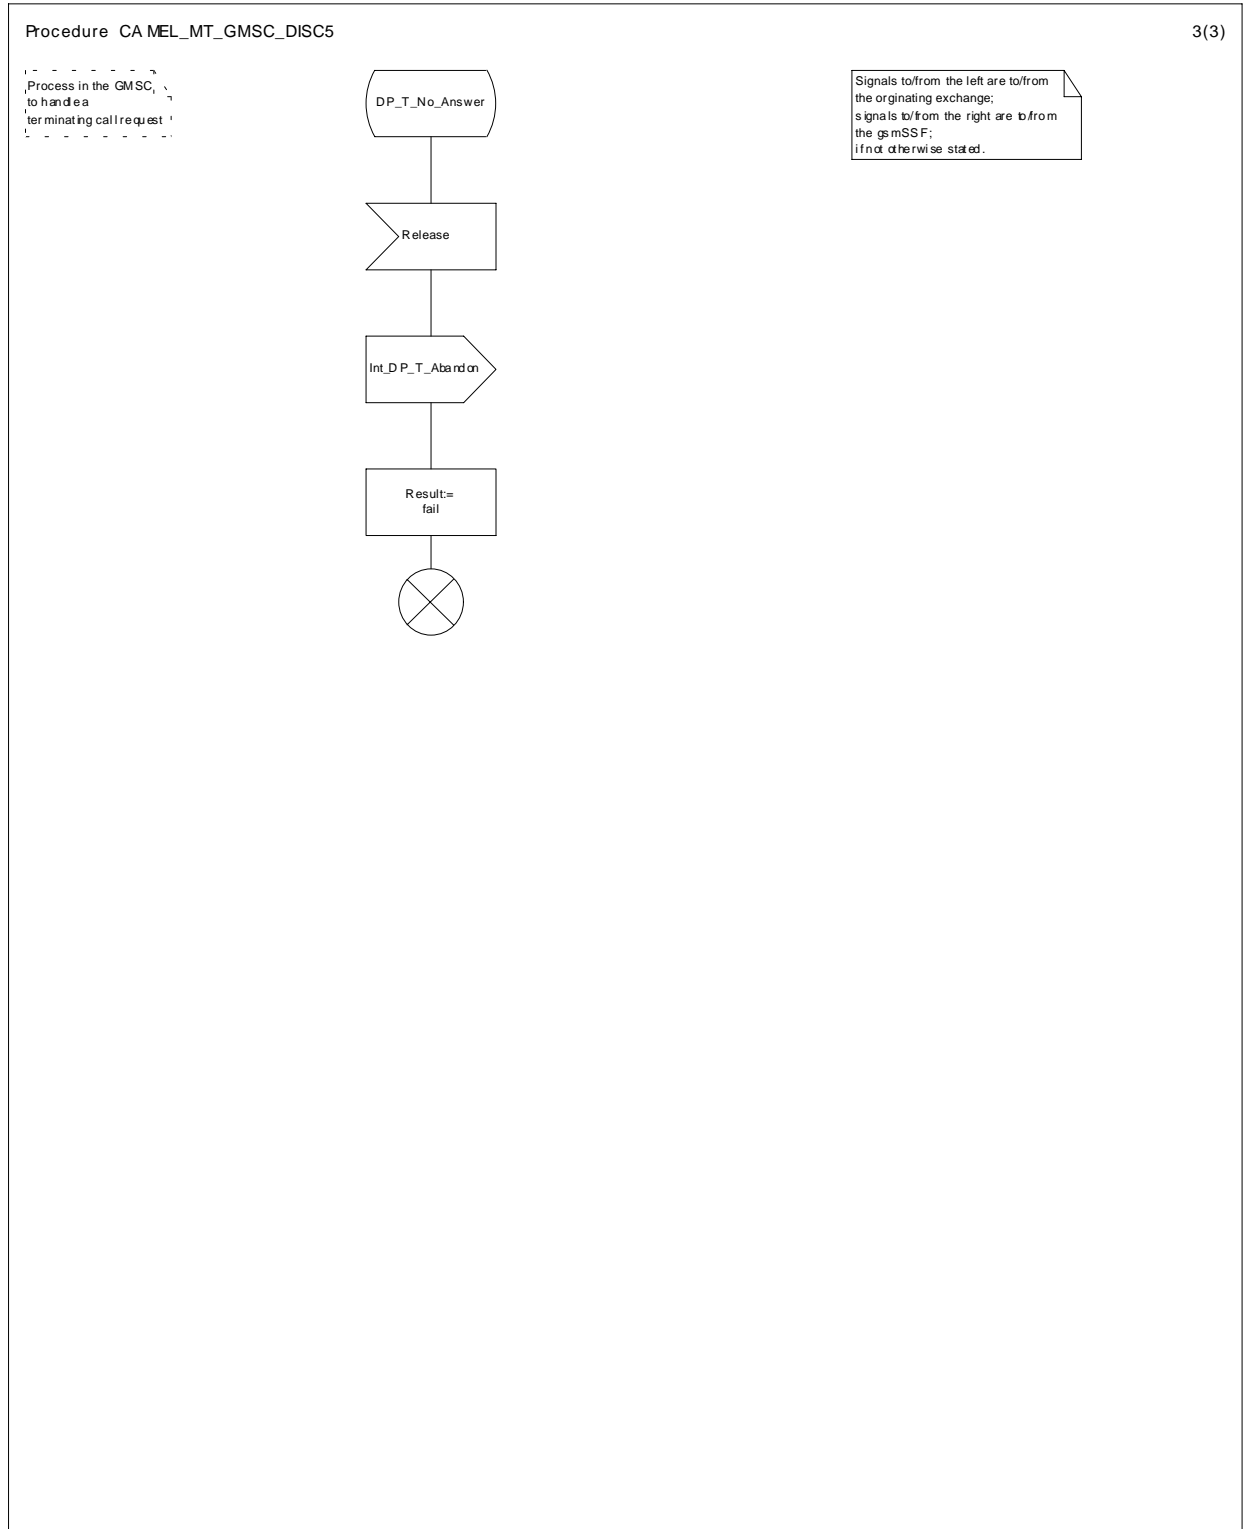 Procedure CAMEL_MT_GMSC_DISC5
3(3)
Process in the GMSC
to handle a
terminating call request
DP_T_No_Answer
Signals to/from the left are to/from
the orginating exchange;
signals to/from the right are to/from
the gsmSSF;
if not otherwise stated.
Release
Int_DP_T_Abandon
Result:=
fail